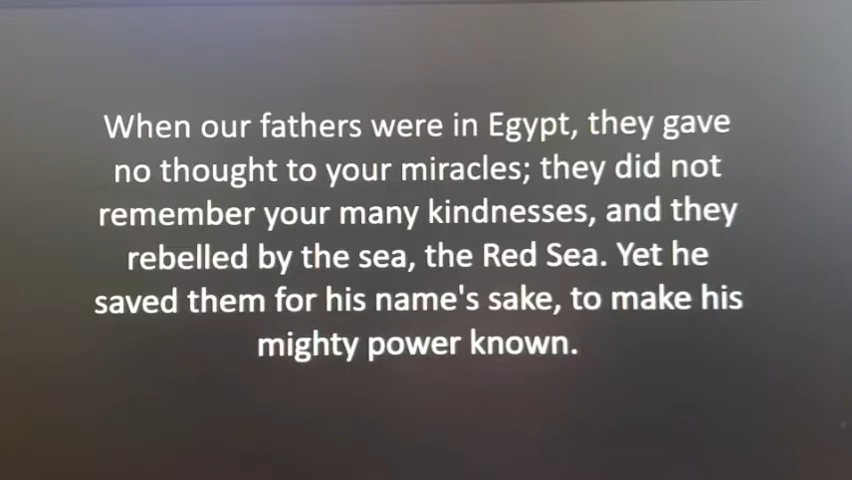 When our fathers were in Egypt, they gave
no thought to your miracles; they did not
remember your many kindnesses, and they
rebelled by the sea, the Red Sea. Yet he
saved them for his name's sake, to make his
mighty power known.